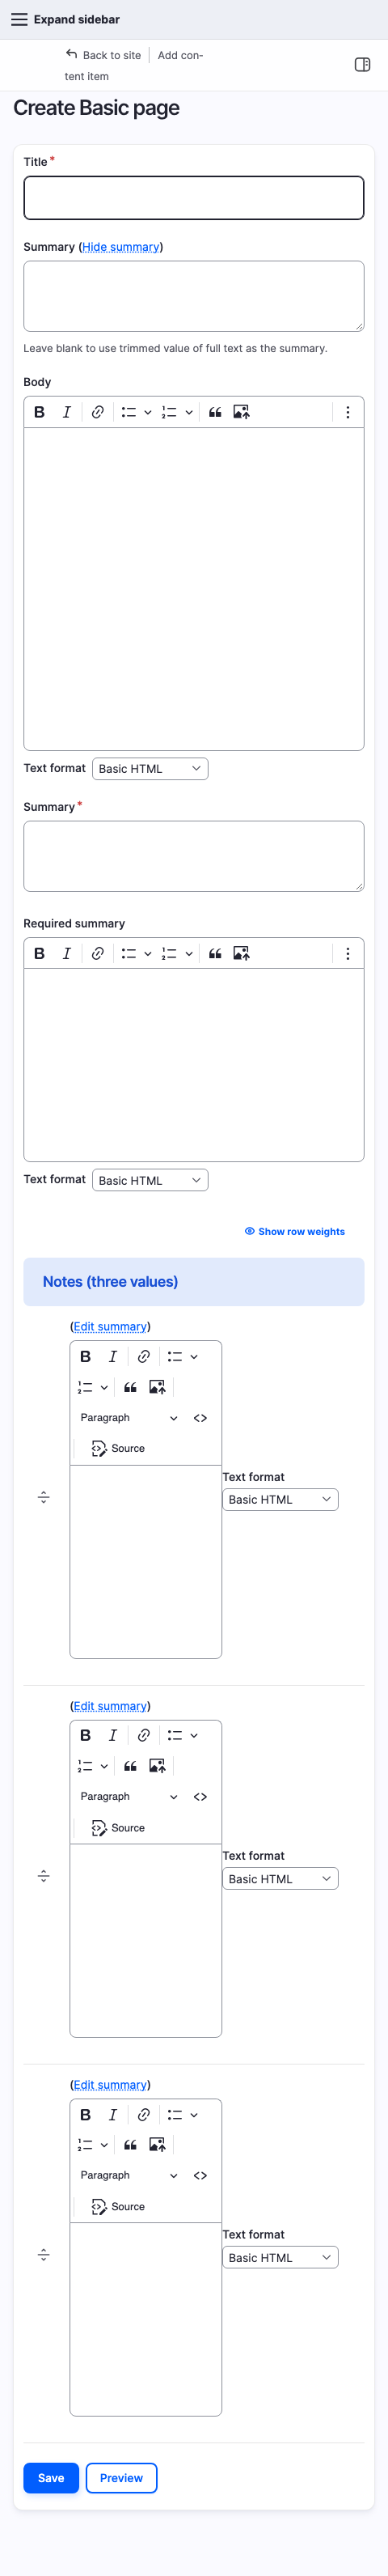 Expand sidebar
Back to site Add con-
tent item
Create Basic page
Title*
Summary (Hide summary)
Leave blank to use trimmed value of full text as the summary.
Body
B I
Text format Basic HTML
Summary*
Required summary
B I
Text format Basic HTML
Show row weights
Notes (three values)
(Edit summary)
B I
Paragraph
Source
Text format
Basic HTML
(Edit summary)
B I
Paragraph
Source
Text format
Basic HTML
(Edit summary)
B I
Paragraph
Source
Text format
Basic HTML
Save Preview